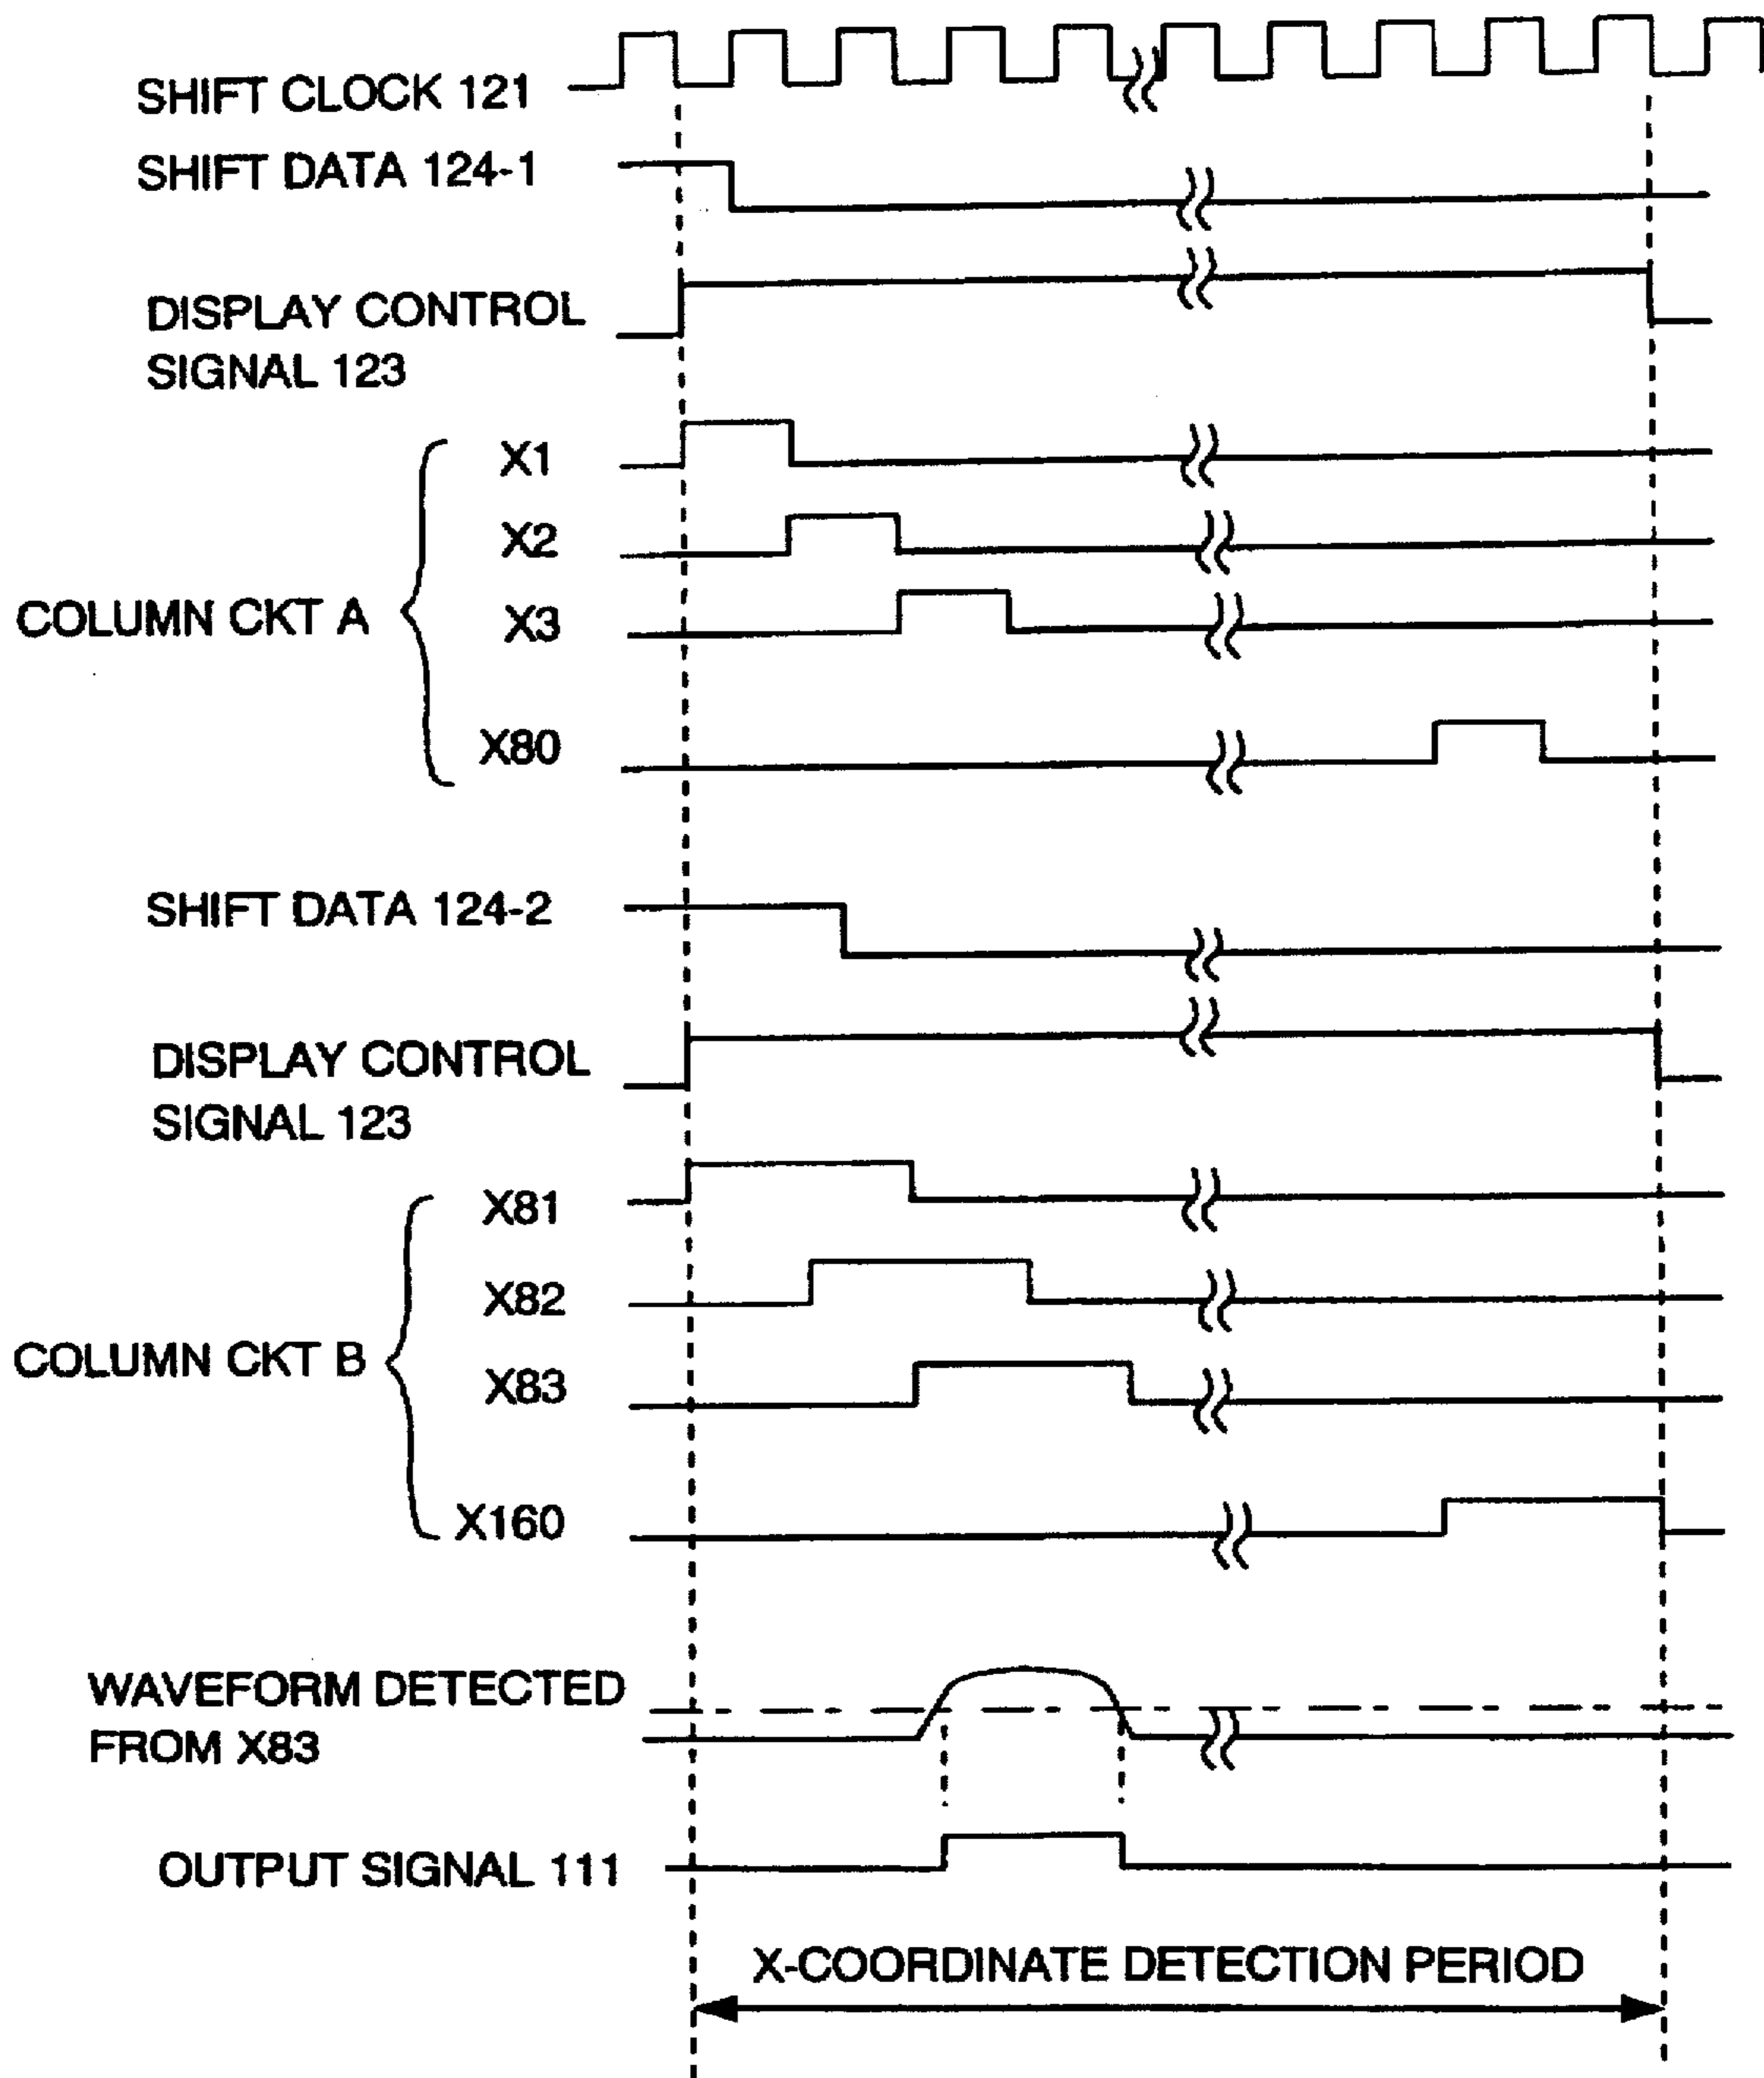 SHIFT CLOCK 121
SHIFT DATA 124-1
DISPLAY CONTROL
SIGNAL 123
COLUMN CKT A
X1
X2
X3
X80
SHIFT DATA 124-2
DISPLAY CONTROL
SIGNAL 123
COLUMN CKT B
X81
X82
X83
X160
WAVEFORM DETECTED
FROM X83
OUTPUT SIGNAL 111
X-COORDINATE DETECTION PERIOD